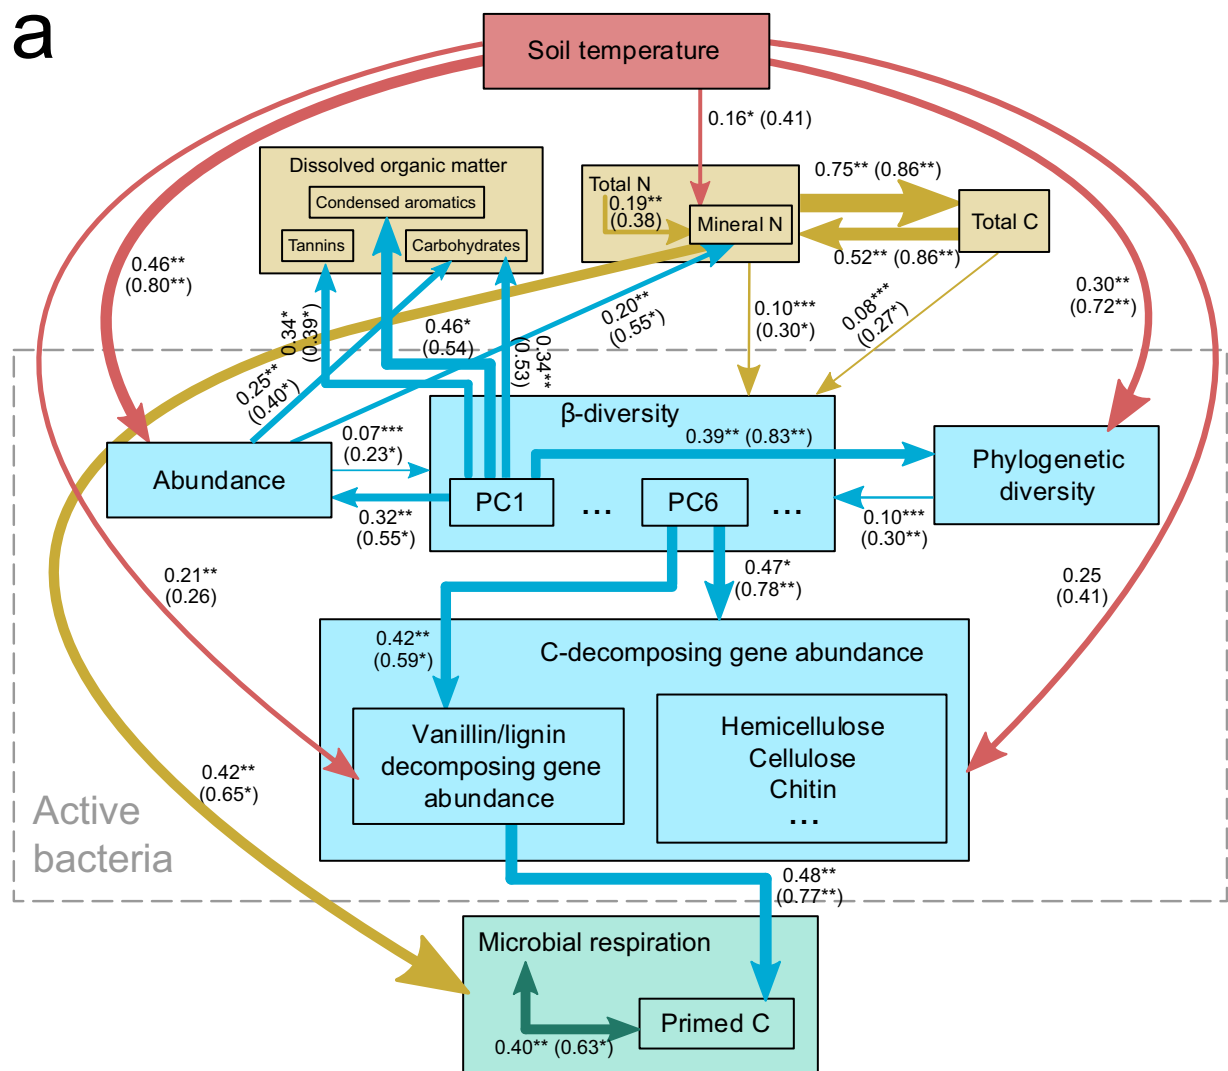 a
Soil temperature
0.16* (0.41)
Dissolved organic matter
Condensed aromatics
Tannins
Carbohydrates
Total N
0.19**
(0.38)
Mineral N
0.75** (0.86**)
Total C
0.52** (0.86**)
0.46**
(0.80**)
0.30**
(0.72**)
0.34*
(0.39*)
0.46*
(0.54)
0.34**
(0.53)
0.20**
(0.55*)
0.10***
(0.30*)
0.08***
(0.27*)
0.25**
(0.40*)
β-diversity
0.39** (0.83**)
0.07***
(0.23*)
Abundance
Phylogenetic
diversity
PC1
...
PC6
...
0.32**
(0.55*)
0.10***
(0.30**)
0.21**
(0.26)
0.47*
(0.78**)
0.25
(0.41)
0.42**
(0.59*)
C-decomposing gene abundance
Vanillin/lignin
decomposing gene
abundance
Hemicellulose
Cellulose
Chitin
...
0.42**
(0.65*)
Active
bacteria
0.48**
(0.77**)
Microbial respiration
Primed C
0.40** (0.63*)